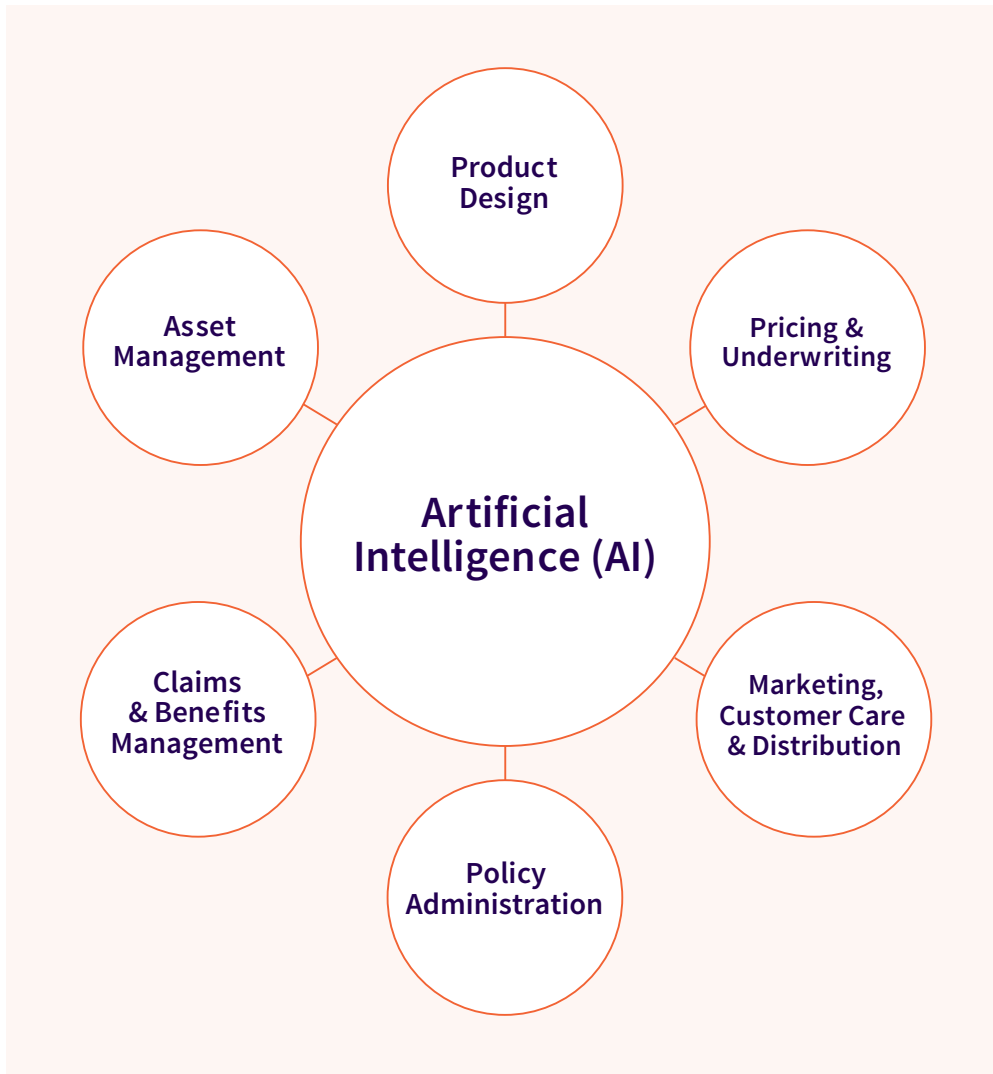 Product
Design
Asset
Management
Pricing &
Underwriting
Artificial
Intelligence (AI)
Claims
& Benefits
Management
Marketing,
Customer Care
& Distribution
Policy
Administration